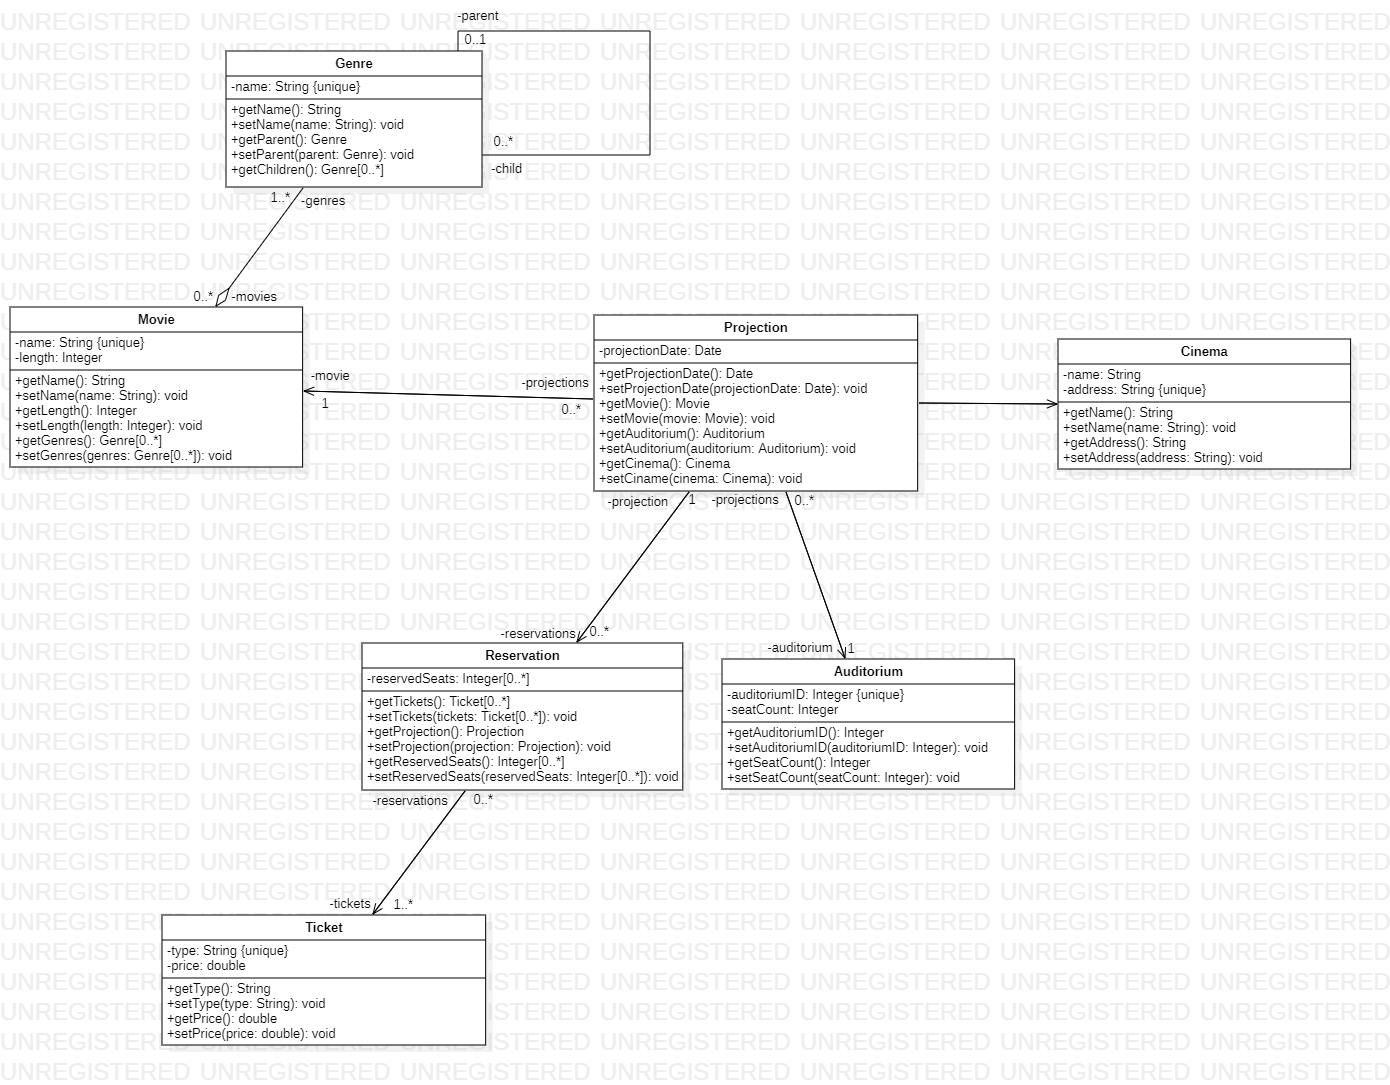 -parent
0..1
Genre
-name: String {unique}
+getName(): String
+setName(name: String): void
+getParent(): Genre
+setParent(parent: Genre): void
+getChildren(): Genre[0..*]
0..*
-child
1..*
-genres
0..*
-movies
Movie
-name: String {unique}
-length: Integer
+getName(): String
+setName(name: String): void
+getLength(): Integer
+setLength(length: Integer): void
+getGenres(): Genre[0..*]
+setGenres(genres: Genre[0..*]): void
-movie
1
-projections
0..*
Projection
-projectionDate: Date
+getProjectionDate(): Date
+setProjectionDate(projectionDate: Date): void
+getMovie(): Movie
+setMovie(movie: Movie): void
+getAuditorium(): Auditorium
+setAuditorium(auditorium: Auditorium): void
+getCinema(): Cinema
+setCiname(cinema: Cinema): void
Cinema
-name: String
-address: String {unique}
+getName(): String
+setName(name: String): void
+getAddress(): String
+setAddress(address: String): void
-projection
1
-projections
0..*
-reservations
0..*
-auditorium
1
Reservation
-reservedSeats: Integer[0..*]
+getTickets(): Ticket[0..*]
+setTickets(tickets: Ticket[0..*]): void
+getProjection(): Projection
+setProjection(projection: Projection): void
+getReservedSeats(): Integer[0..*]
+setReservedSeats(reservedSeats: Integer[0..*]): void
Auditorium
-auditoriumID: Integer {unique}
-seatCount: Integer
+getAuditoriumID(): Integer
+setAuditoriumID(auditoriumID: Integer): void
+getSeatCount(): Integer
+setSeatCount(seatCount: Integer): void
-reservations
0..*
-tickets
1..*
Ticket
-type: String {unique}
-price: double
+getType(): String
+setType(type: String): void
+getPrice(): double
+setPrice(price: double): void
UNREGISTERED